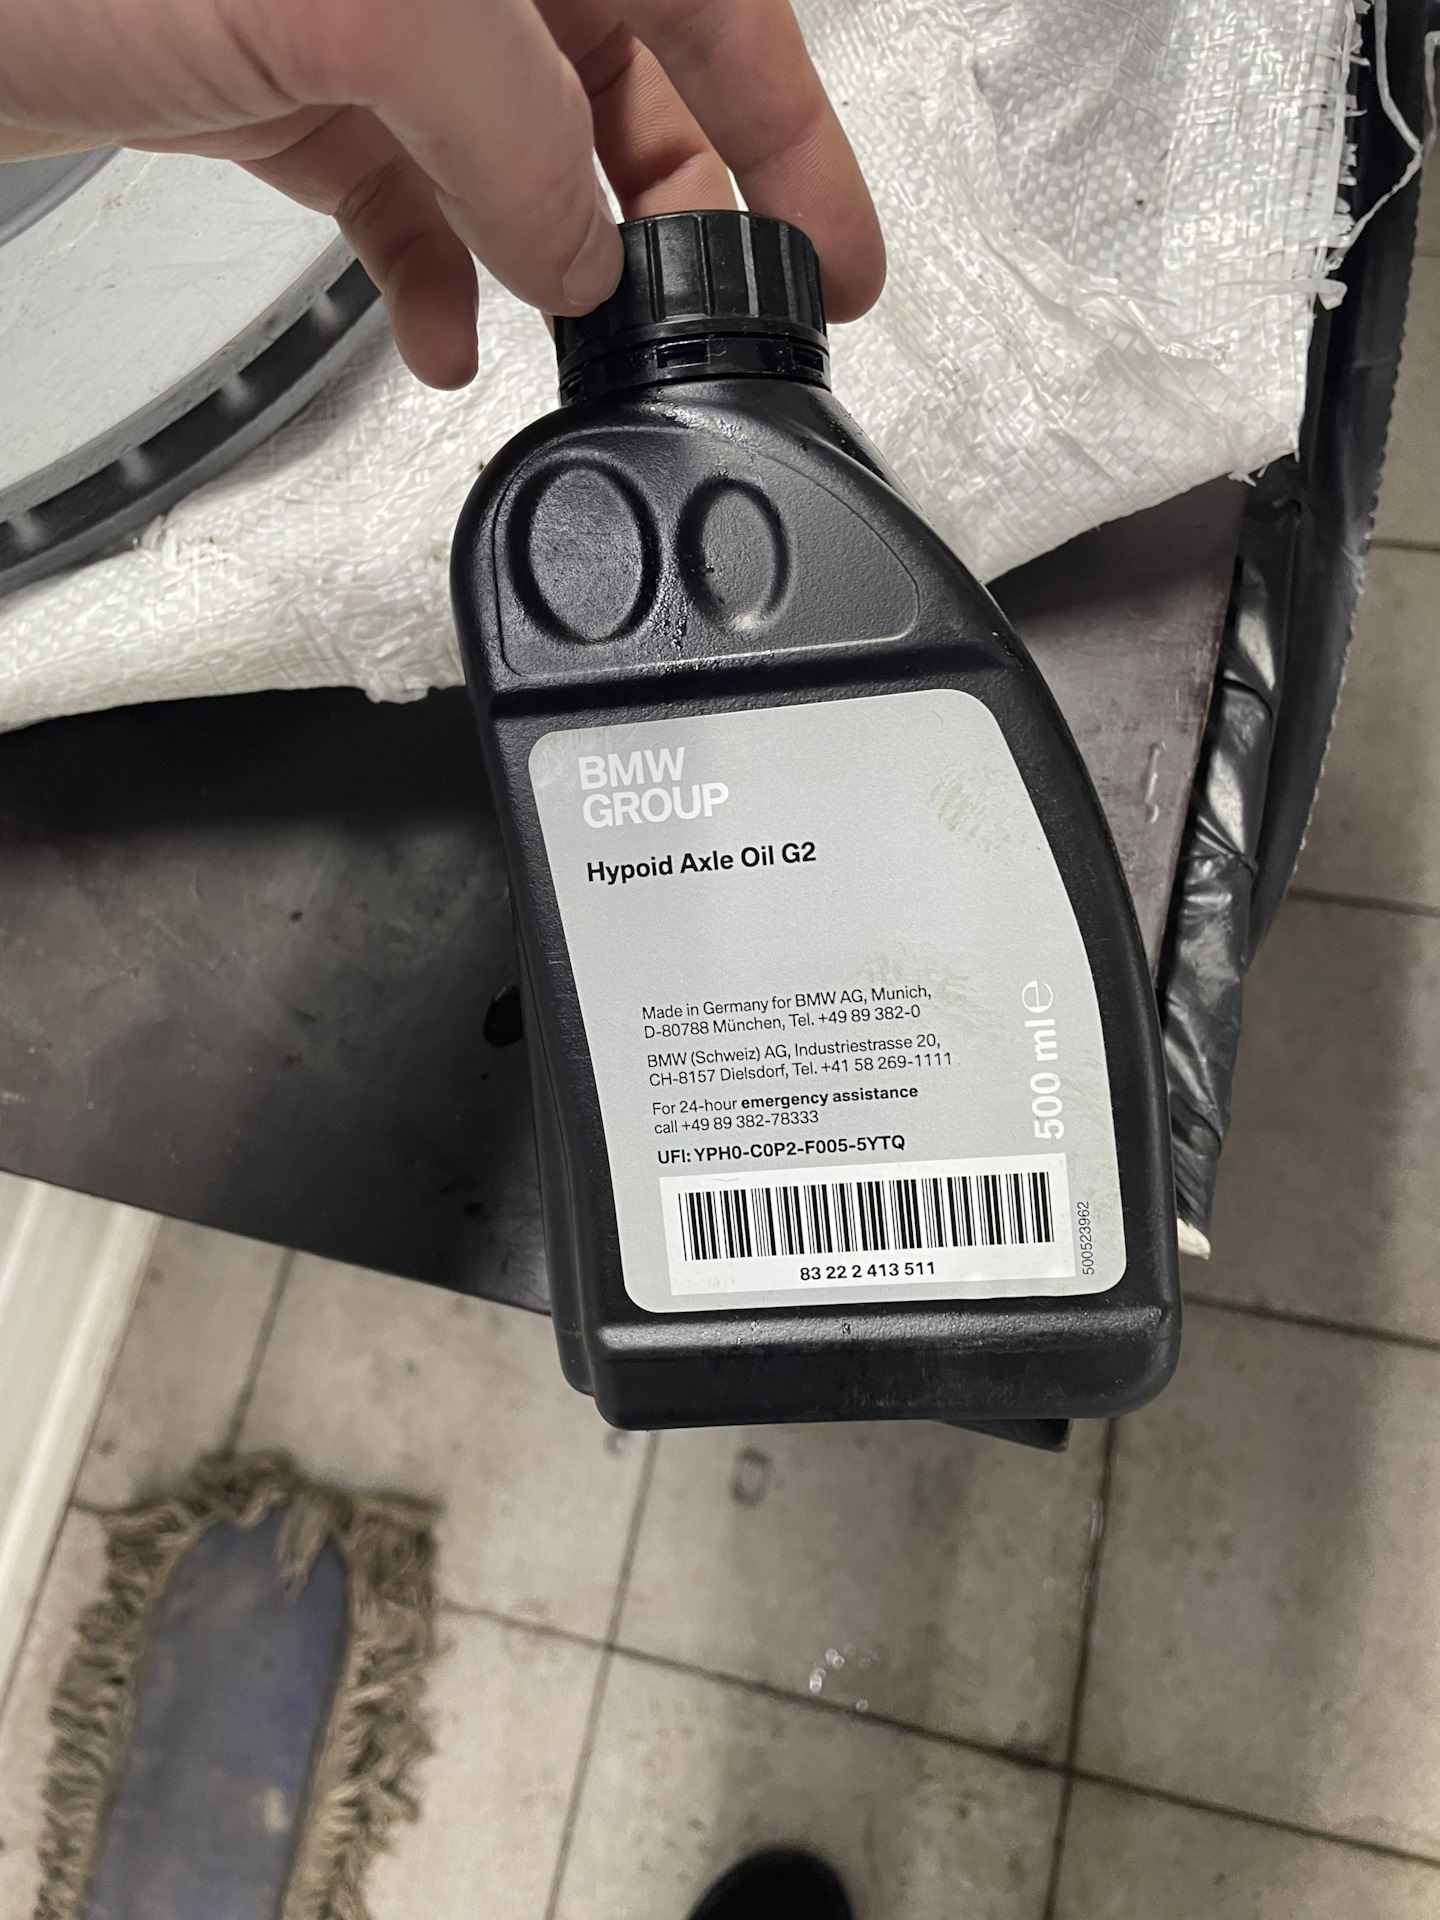 BMW
GROUP
Hypoid Axle Oil G2
Made in Germany for BMW AG, Munich,
D-80788 München, Tel. +49 89 382-0
BMW (Schweiz) AG, Industriestrasse 20,
CH-8157 Dielsdorf, Tel. +41 58 269-1111
For 24-hour emergency assistance
call +49 89 382-78333
UFI: YPH0-C0P2-F005-5YTQ
83 22 2 413 511
500 ml e
500523962